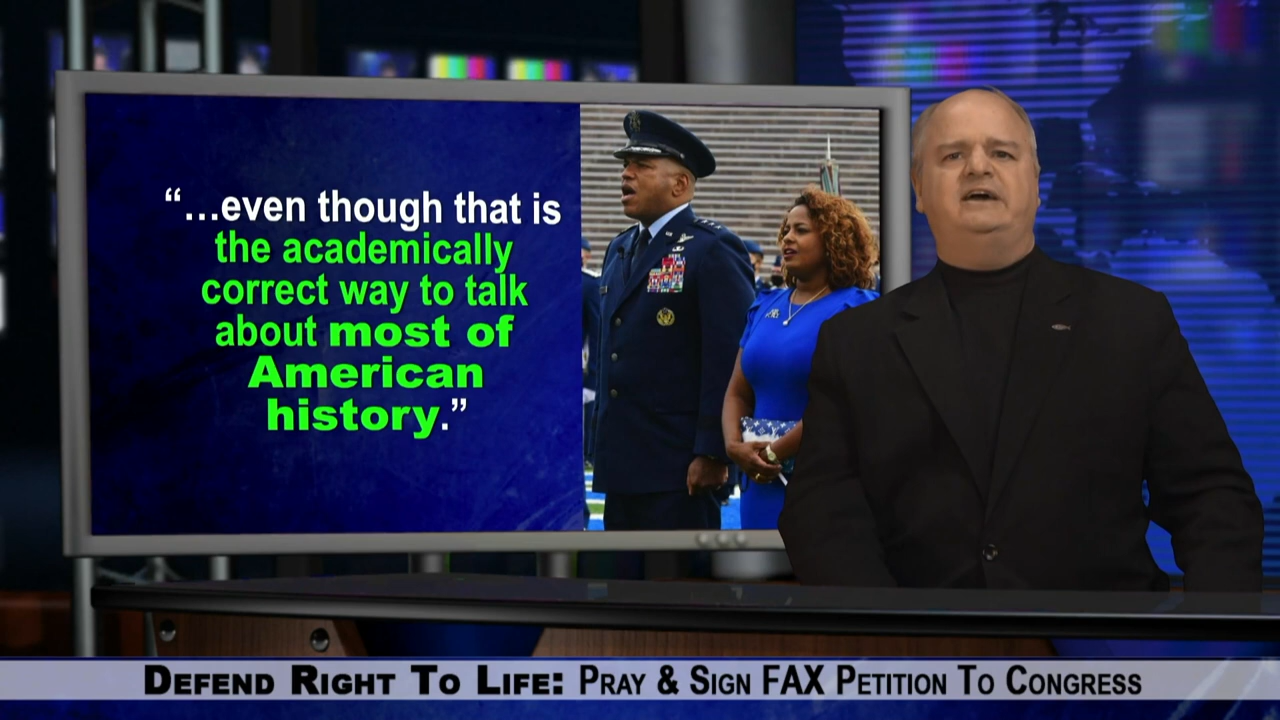 “...even though that is
the academically
correct way to talk
about most of
American
history.”
DEFEND RIGHT TO LIFE: PRAY & SIGN FAX PETITION TO CONGRESS